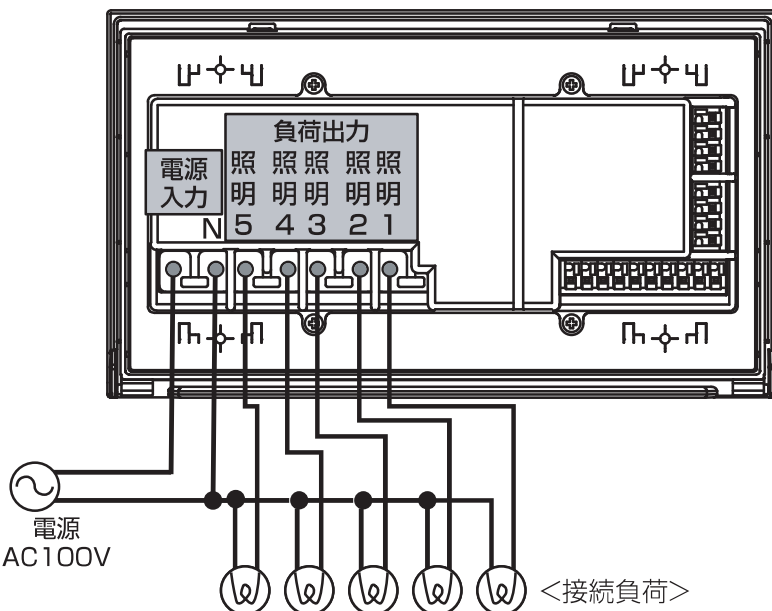 負荷出力
電源
入力
照明 照明 照明 照明 照明
N 5 4 3 2 1
電源
AC100V
<接続負荷>